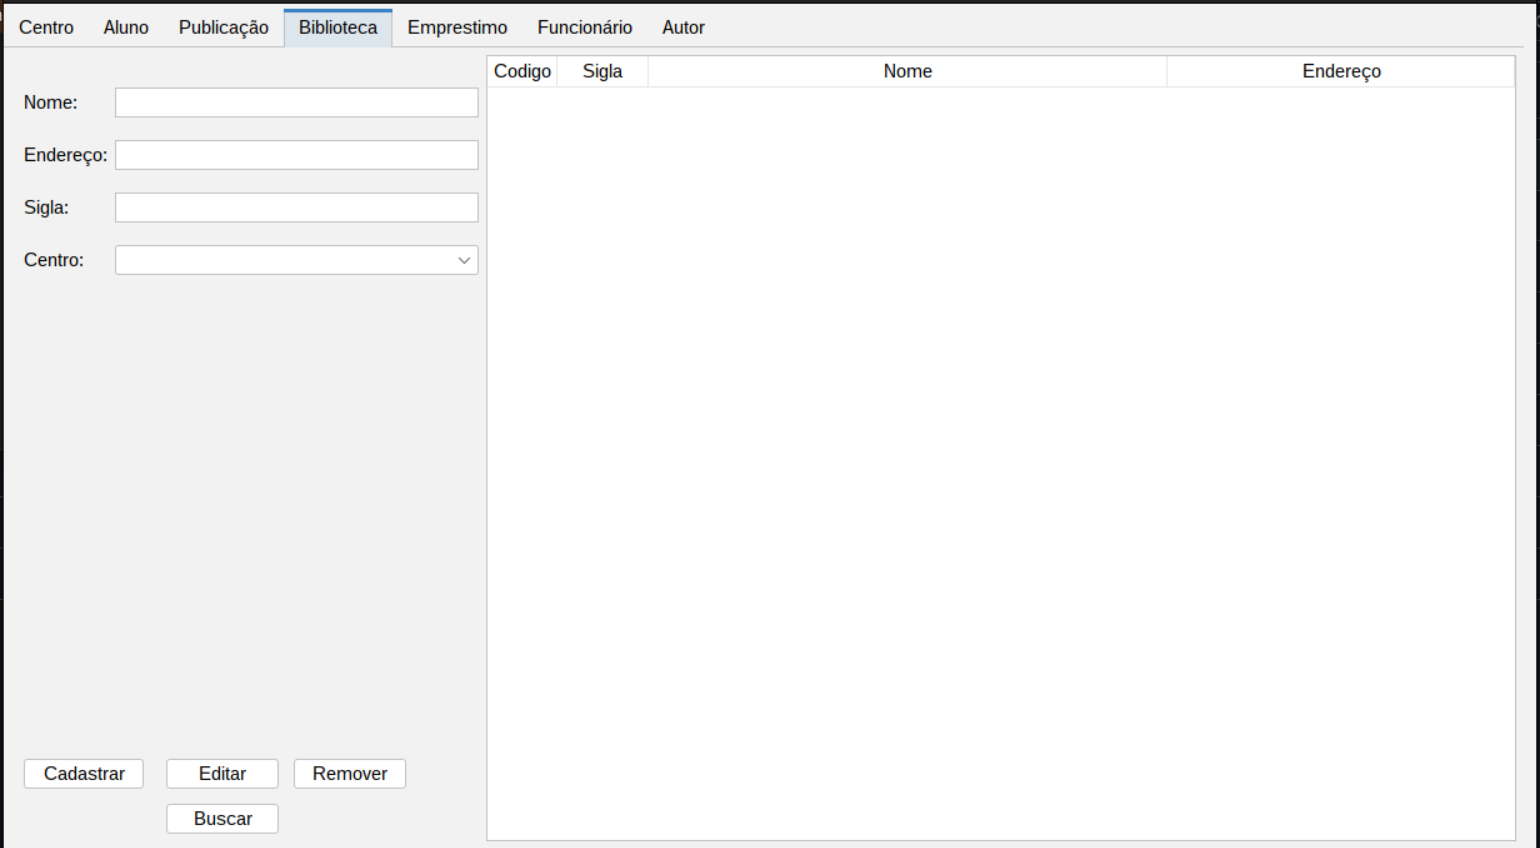 Centro Aluno Publicação Biblioteca Emprestimo Funcionário Autor
Codigo Sigla Nome Endereço
Nome:
Endereço:
Sigla:
Centro:
Cadastrar Editar Remover
Buscar